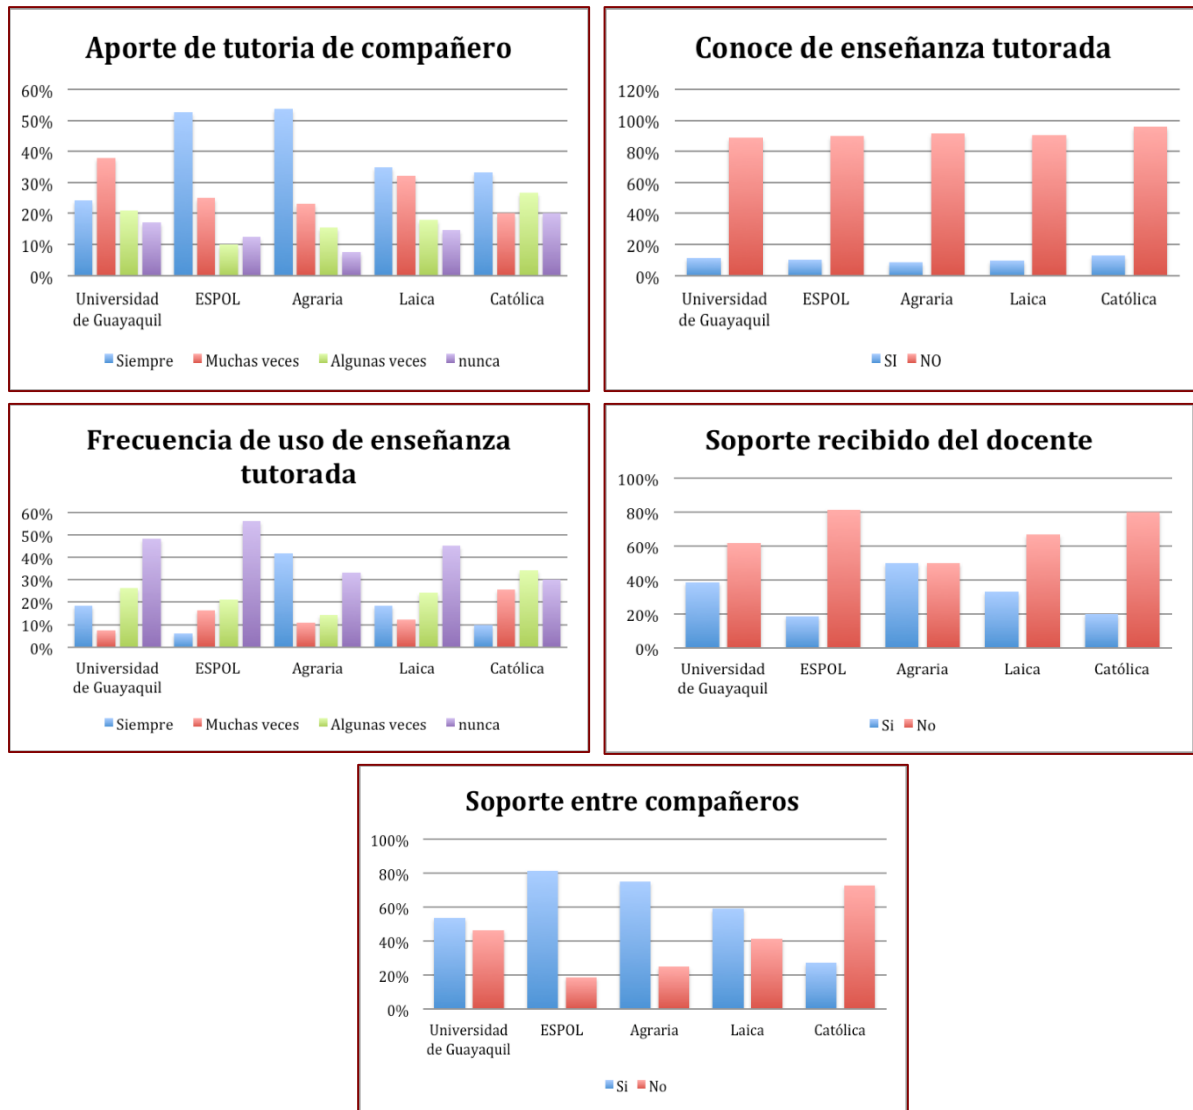 Aporte de tutoria de compañero
60%
50%
40%
30%
20%
10%
0%
Universidad de Guayaquil
ESPOL
Agraria
Laica
Católica
Siempre
Muchas veces
Algunas veces
nunca
Conoce de enseñanza tutorada
120%
100%
80%
60%
40%
20%
0%
Universidad de Guayaquil
ESPOL
Agraria
Laica
Católica
SI
NO
Frecuencia de uso de enseñanza
tutorada
60%
50%
40%
30%
20%
10%
0%
Universidad de Guayaquil
ESPOL
Agraria
Laica
Católica
Siempre
Muchas veces
Algunas veces
nunca
Soporte recibido del docente
100%
80%
60%
40%
20%
0%
Universidad de Guayaquil
ESPOL
Agraria
Laica
Católica
Si
No
Soporte entre compañeros
100%
80%
60%
40%
20%
0%
Universidad de Guayaquil
ESPOL
Agraria
Laica
Católica
Si
No